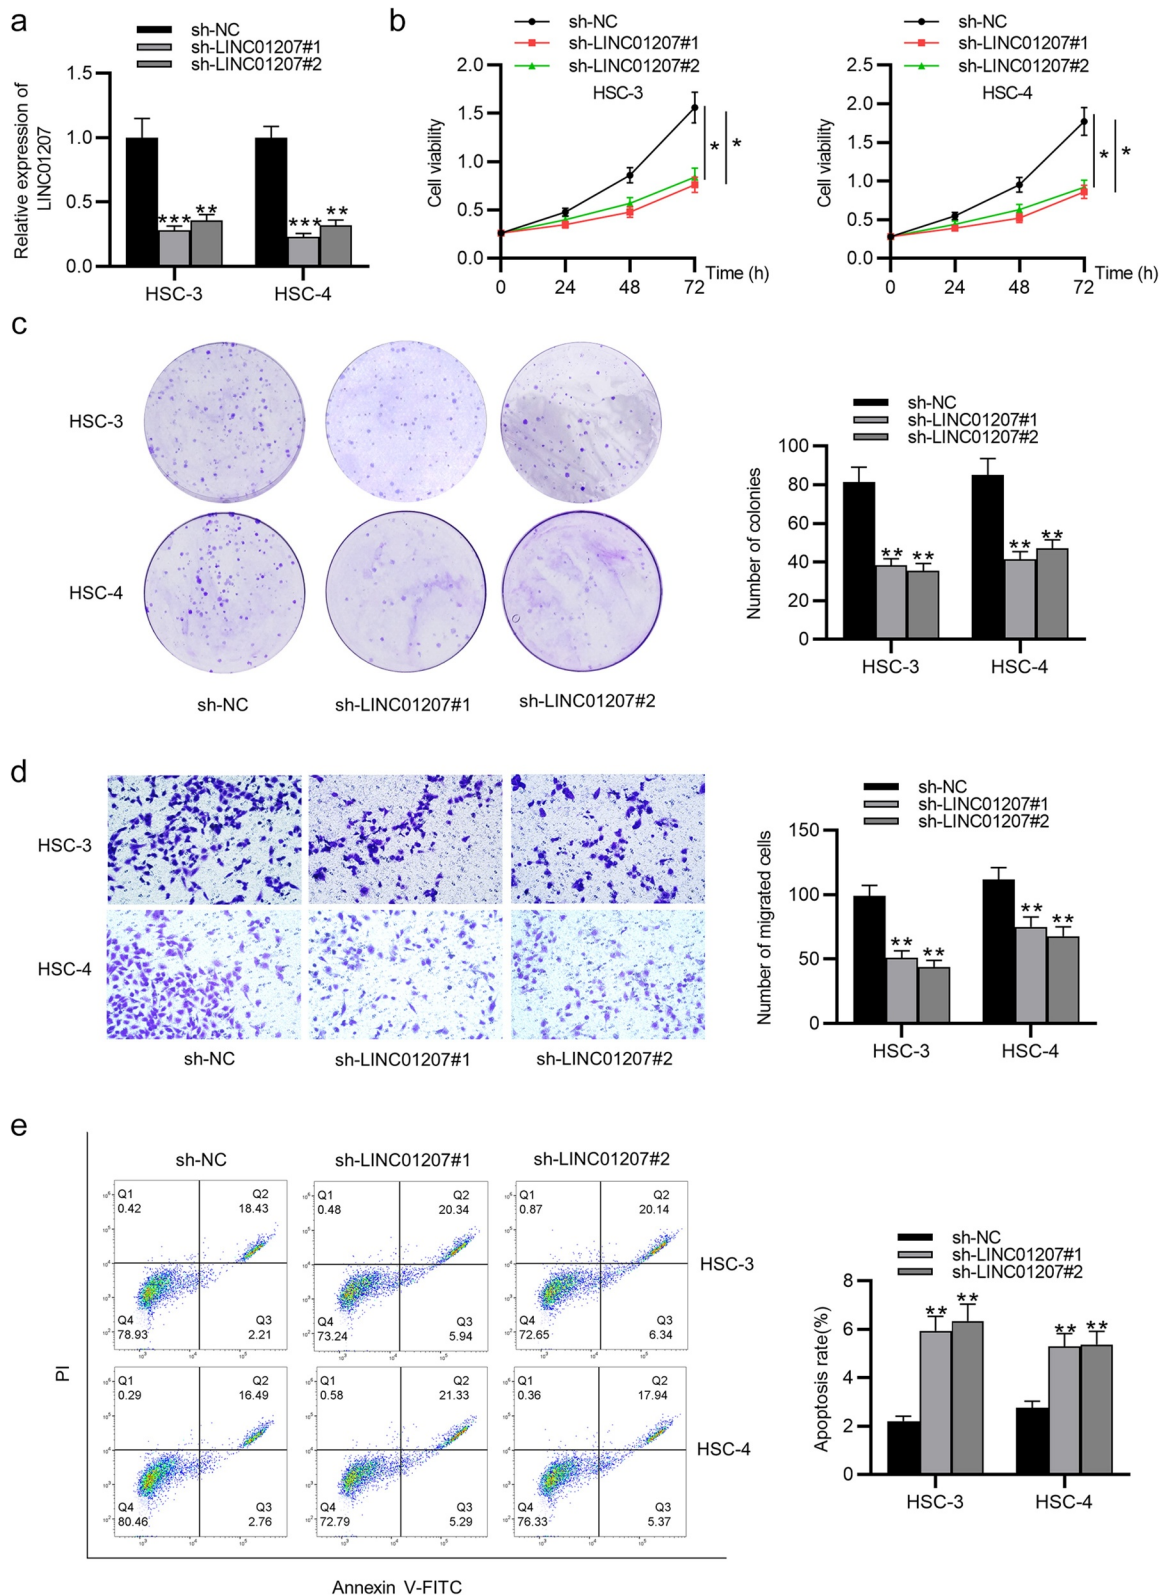 a
sh-NC
sh-LINC01207#1
sh-LINC01207#2
Relative expression of
LINC01207
1.5
1.0
0.5
0.0
*** **
*** **
HSC-3 HSC-4
b
sh-NC
sh-LINC01207#1
sh-LINC01207#2
HSC-3
Cell viability
2.0
1.5
1.0
0.5
0.0
* *
0 24 48 72
Time (h)
sh-NC
sh-LINC01207#1
sh-LINC01207#2
HSC-4
Cell viability
2.5
2.0
1.5
1.0
0.5
0.0
* *
0 24 48 72
Time (h)
c
HSC-3
HSC-4
sh-NC sh-LINC01207#1 sh-LINC01207#2
sh-NC
sh-LINC01207#1
sh-LINC01207#2
Number of colonies
100
80
60
40
20
0
** **
** **
HSC-3 HSC-4
d
HSC-3
HSC-4
sh-NC sh-LINC01207#1 sh-LINC01207#2
sh-NC
sh-LINC01207#1
sh-LINC01207#2
Number of migrated cells
150
100
50
0
** **
** **
HSC-3 HSC-4
e
sh-NC sh-LINC01207#1 sh-LINC01207#2
Q1 Q2 Q1 Q2 Q1 Q2
0.42 18.43 0.48 20.34 0.87 20.14
HSC-3
Q4 Q3 Q4 Q3 Q4 Q3
78.93 2.21 73.24 5.94 72.65 6.34
Q1 Q2 Q1 Q2 Q1 Q2
0.29 16.49 0.58 21.33 0.36 17.94
HSC-4
Q4 Q3 Q4 Q3 Q4 Q3
80.46 2.76 72.79 5.29 76.33 5.37
PI
Annexin V-FITC
sh-NC
sh-LINC01207#1
sh-LINC01207#2
Apoptosis rate(%)
8
6
4
2
0
** **
** **
HSC-3 HSC-4